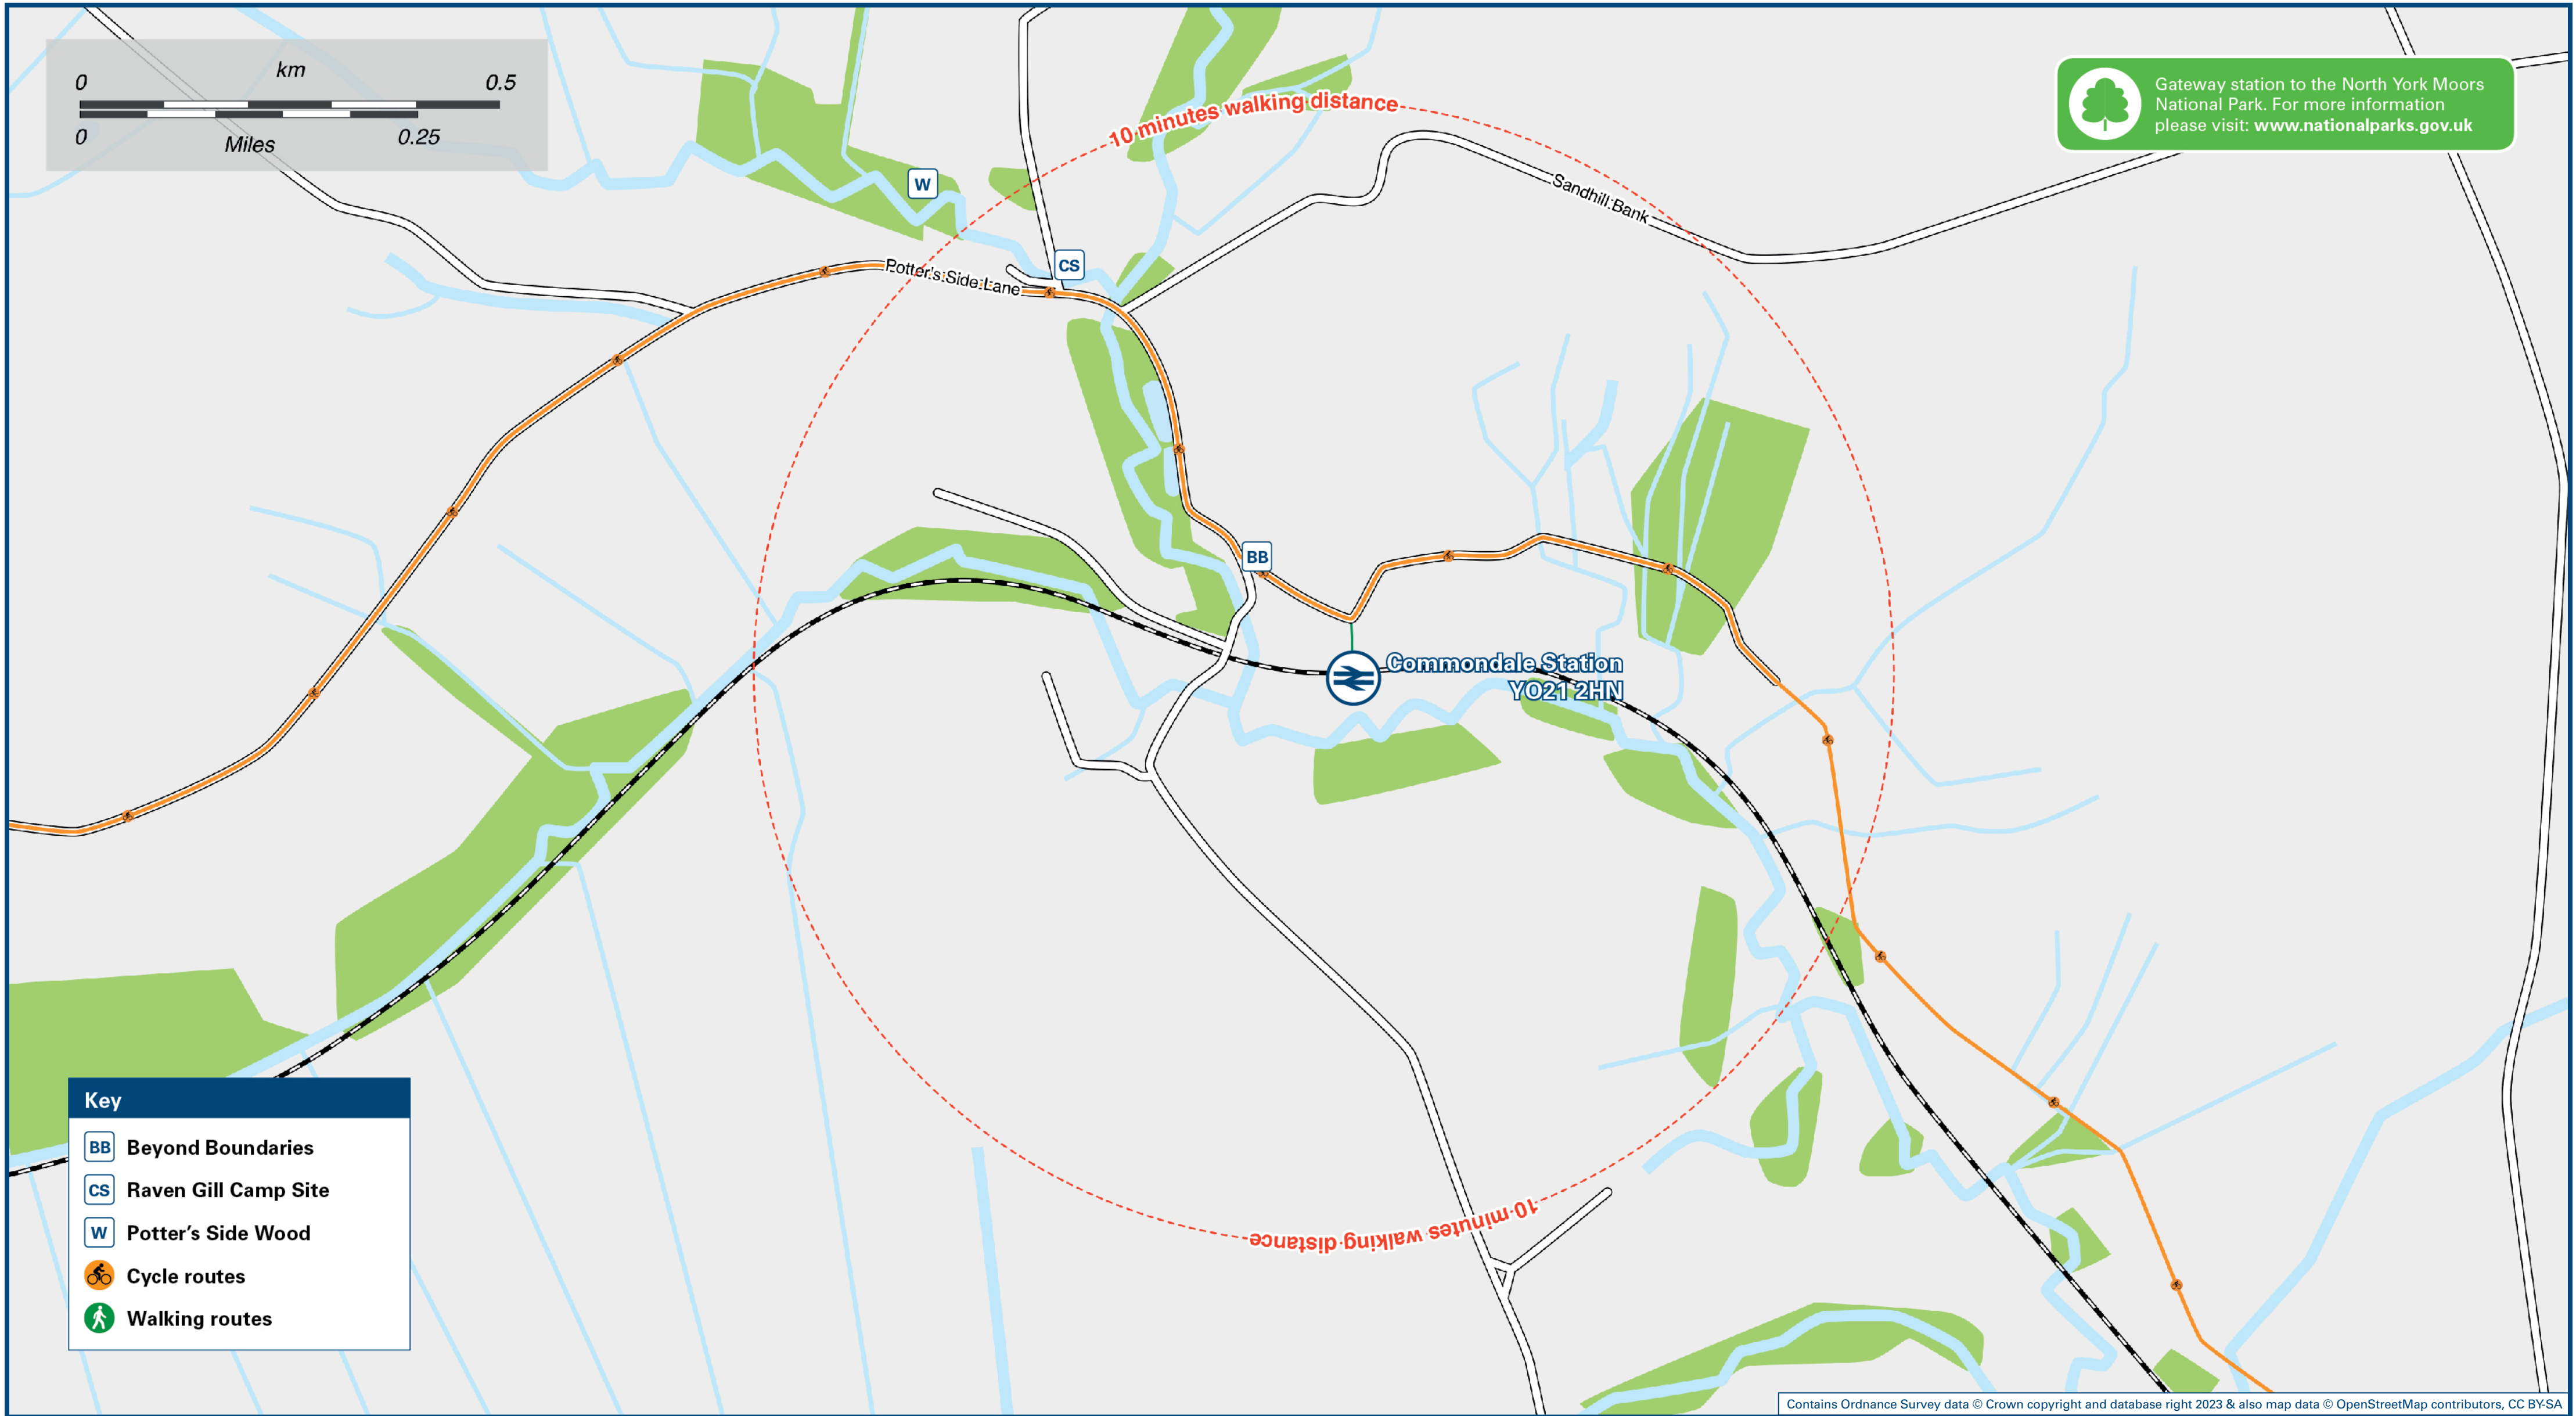 km
0 0.5
0 0.25
Miles
Gateway station to the North York Moors
National Park. For more information
please visit: www.nationalparks.gov.uk
10 minutes walking distance
W
Sandhill Bank
CS
Potter's Side Lane
BB
Commondale Station
YO21 2HN
10 minutes walking distance
Key
BB Beyond Boundaries
CS Raven Gill Camp Site
W Potter’s Side Wood
Cycle routes
Walking routes
Contains Ordnance Survey data © Crown copyright and database right 2023 & also map data © OpenStreetMap contributors, CC BY-SA